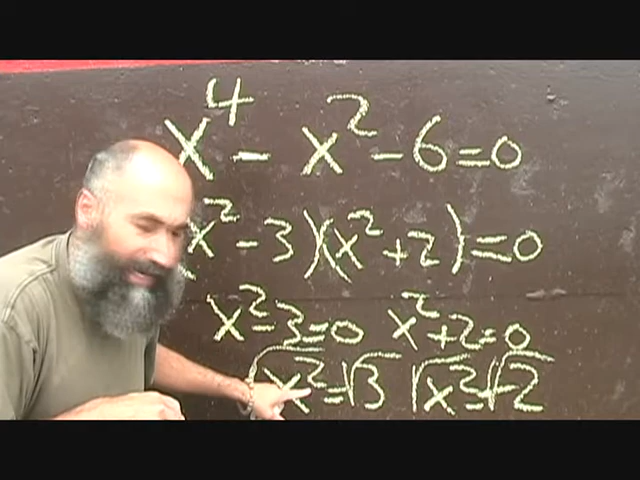 x⁴ - x² - 6 = 0
(x² - 3)(x² + 2) = 0
x² - 3 = 0 x² + 2 = 0
√x² = √3 √x² = √-2